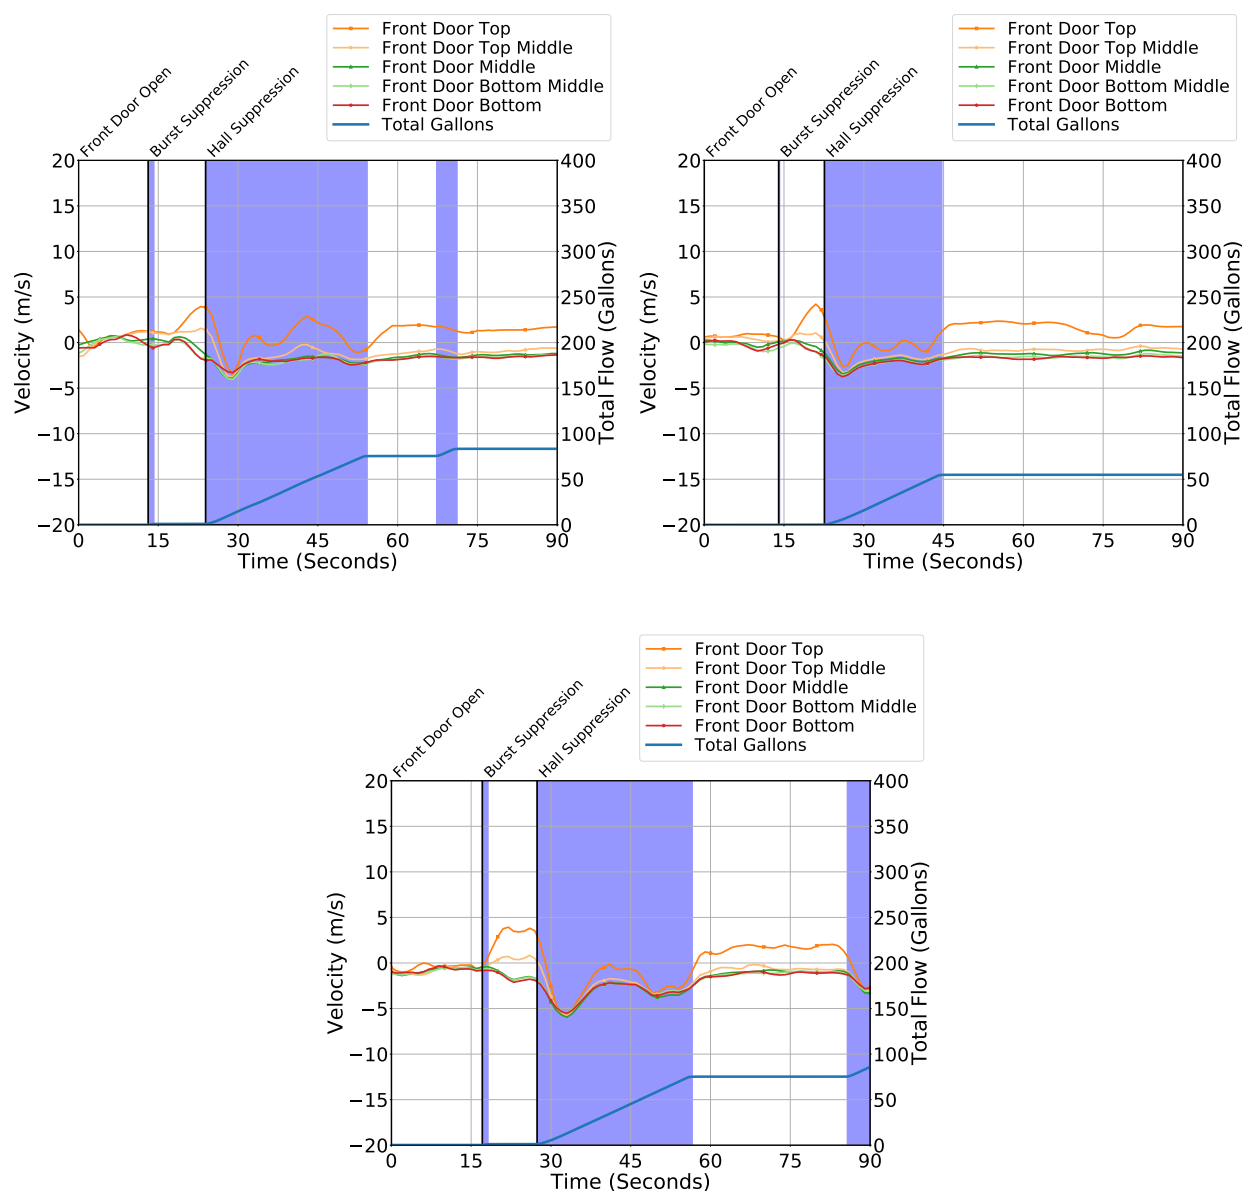 Front Door Top
Front Door Top Middle
Front Door Middle
Front Door Bottom Middle
Front Door Bottom
Total Gallons
Front Door Open
Burst Suppression
Hall Suppression
20
15
10
5
0
−5
−10
−15
−20
Velocity (m/s)
0
15
30
45
60
75
90
Time (Seconds)
400
350
300
250
200
150
100
50
0
Total Flow (Gallons)
Front Door Top
Front Door Top Middle
Front Door Middle
Front Door Bottom Middle
Front Door Bottom
Total Gallons
Front Door Open
Burst Suppression
Hall Suppression
20
15
10
5
0
−5
−10
−15
−20
Velocity (m/s)
0
15
30
45
60
75
90
Time (Seconds)
400
350
300
250
200
150
100
50
0
Total Flow (Gallons)
Front Door Top
Front Door Top Middle
Front Door Middle
Front Door Bottom Middle
Front Door Bottom
Total Gallons
Front Door Open
Burst Suppression
Hall Suppression
20
15
10
5
0
−5
−10
−15
−20
Velocity (m/s)
0
15
30
45
60
75
90
Time (Seconds)
400
350
300
250
200
150
100
50
0
Total Flow (Gallons)